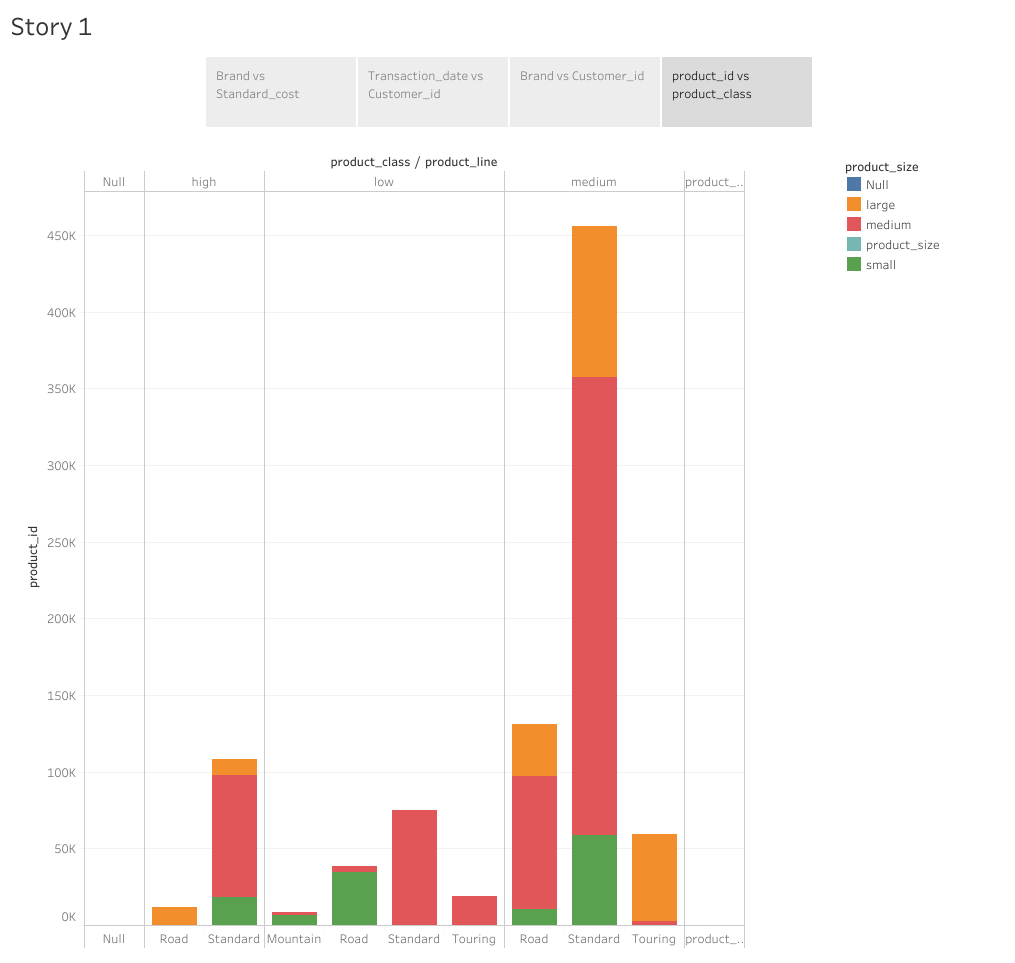 Story 1
Brand vs
Standard_cost
Transaction_date vs
Customer_id
Brand vs Customer_id
product_id vs
product_class
product_class / product_line
Null high low medium product_..
product_size
Null
large
medium
product_size
small
450K
400K
350K
300K
250K
200K
150K
100K
50K
0K
product_id
Null Road Standard Mountain Road Standard Touring Road Standard Touring product_..